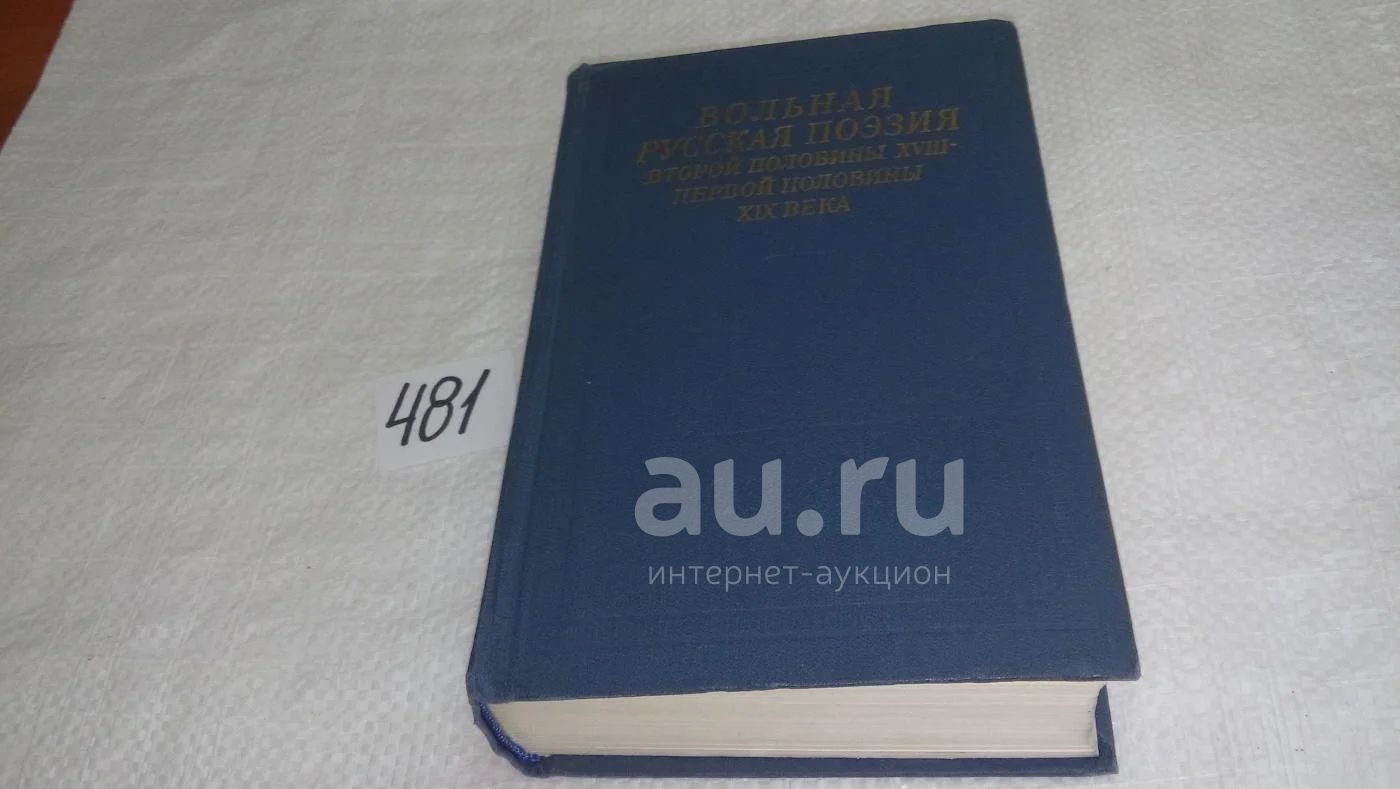 ВОЛЬНАЯ
РУССКАЯ ПОЭЗИЯ
ВТОРОЙ ПОЛОВИНЫ XVIII-
ПЕРВОЙ ПОЛОВИНЫ
XIX ВЕКА
481
au.ru
интернет-аукцион